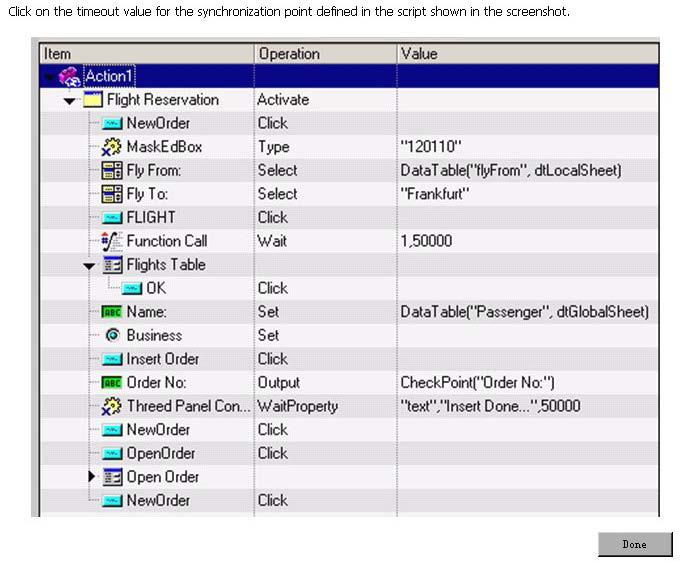 Click on the timeout value for the synchronization point defined in the script shown in the screenshot.
Item Operation Value
Action1
Flight Reservation Activate
NewOrder Click
MaskEdBox Type "120110"
Fly From: Select DataTable("flyFrom", dtLocalSheet)
Fly To: Select "Frankfurt"
FLIGHT Click
Function Call Wait 1,50000
Flights Table
OK Click
ABC Name: Set DataTable("Passenger", dtGlobalSheet)
Business Set
Insert Order Click
ABC Order No: Output CheckPoint("Order No:")
Threed Panel Con... WaitProperty "text","Insert Done...",50000
NewOrder Click
OpenOrder Click
Open Order
NewOrder Click
Done